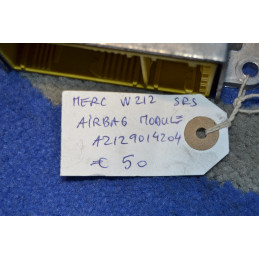 MERC W212 SRS
AIRBAG MODULE
A2129014204
€ 50